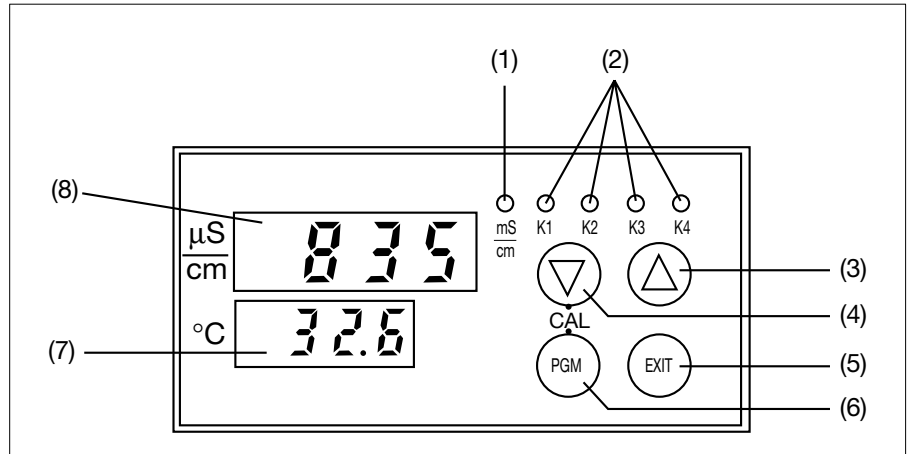 (1) (2)
(8)
µS
cm
835
mS
cm
K1 K2 K3 K4
(3)
(4)
CAL
°C
32.6
(7)
PGM
EXIT
(5)
(6)